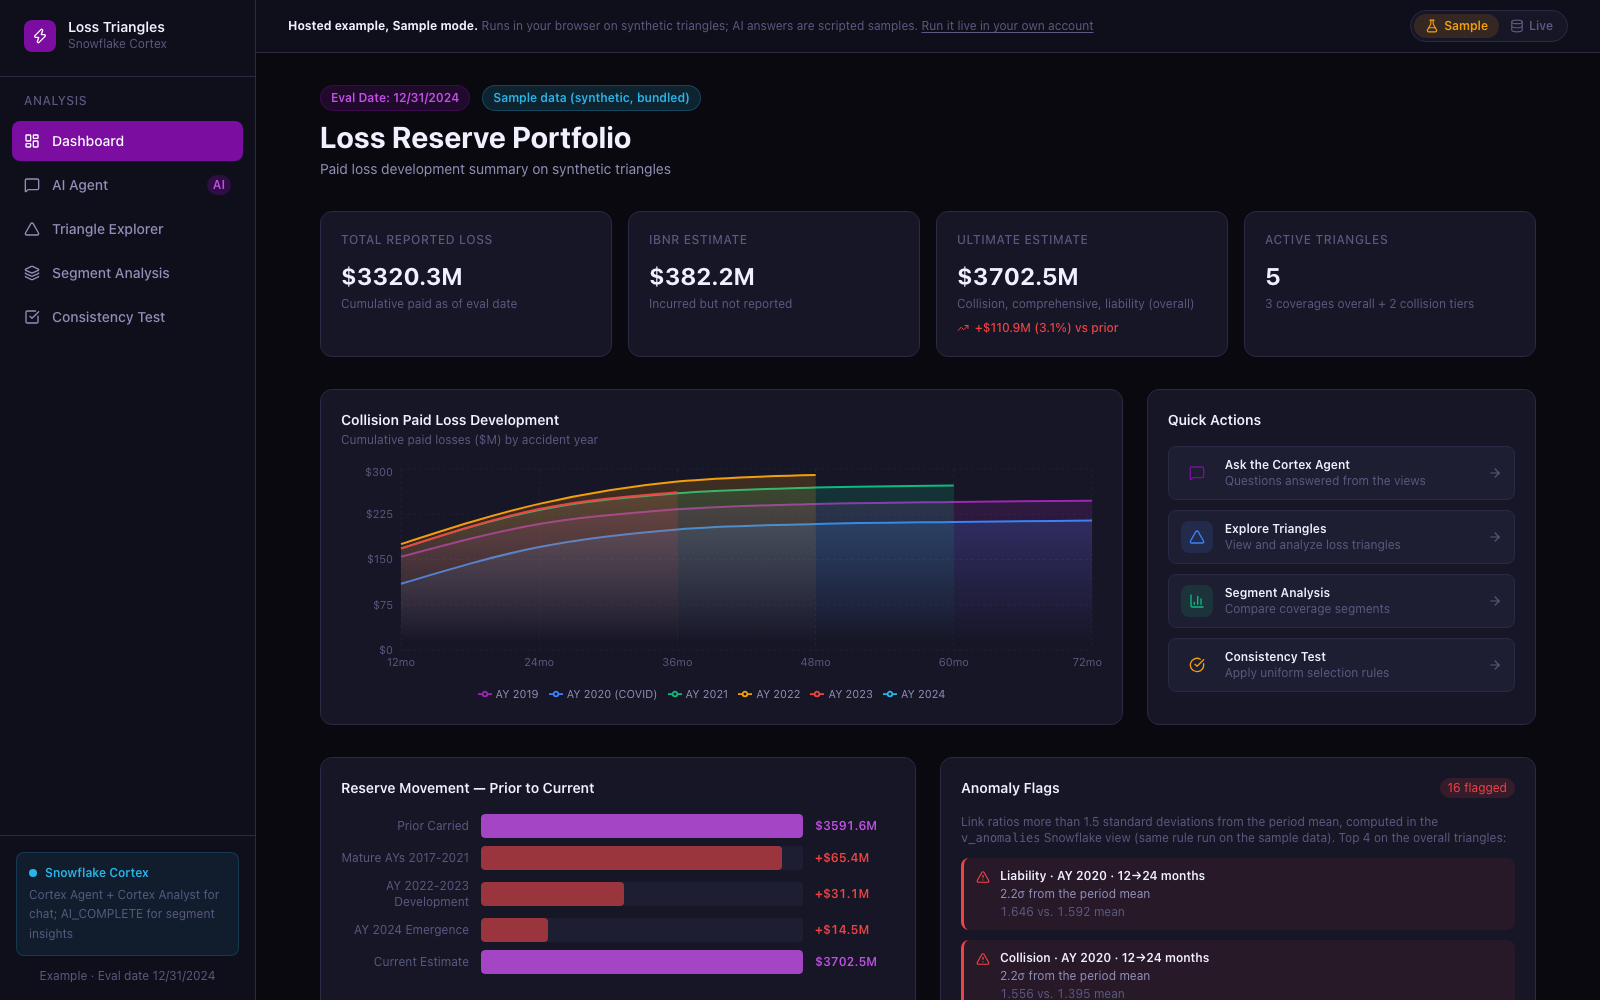 Loss Triangles
Snowflake Cortex
Hosted example, Sample mode. Runs in your browser on synthetic triangles; AI answers are scripted samples. Run it live in your own account
Sample
Live
ANALYSIS
Dashboard
AI Agent
AI
Triangle Explorer
Segment Analysis
Consistency Test
Snowflake Cortex
Cortex Agent + Cortex Analyst for
chat; AI_COMPLETE for segment
insights
Example · Eval date 12/31/2024
Eval Date: 12/31/2024
Sample data (synthetic, bundled)
Loss Reserve Portfolio
Paid loss development summary on synthetic triangles
TOTAL REPORTED LOSS
$3320.3M
Cumulative paid as of eval date
IBNR ESTIMATE
$382.2M
Incurred but not reported
ULTIMATE ESTIMATE
$3702.5M
Collision, comprehensive, liability (overall)
+$110.9M (3.1%) vs prior
ACTIVE TRIANGLES
5
3 coverages overall + 2 collision tiers
Collision Paid Loss Development
Cumulative paid losses ($M) by accident year
$300
$225
$150
$75
$0
12mo
24mo
36mo
48mo
60mo
72mo
AY 2019
AY 2020 (COVID)
AY 2021
AY 2022
AY 2023
AY 2024
Quick Actions
Ask the Cortex Agent
Questions answered from the views
Explore Triangles
View and analyze loss triangles
Segment Analysis
Compare coverage segments
Consistency Test
Apply uniform selection rules
Reserve Movement — Prior to Current
Prior Carried
$3591.6M
Mature AYs 2017-2021
+$65.4M
AY 2022-2023
Development
+$31.1M
AY 2024 Emergence
+$14.5M
Current Estimate
$3702.5M
Anomaly Flags
16 flagged
Link ratios more than 1.5 standard deviations from the period mean, computed in the
v_anomalies Snowflake view (same rule run on the sample data). Top 4 on the overall triangles:
Liability · AY 2020 · 12→24 months
2.2σ from the period mean
1.646 vs. 1.592 mean
Collision · AY 2020 · 12→24 months
2.2σ from the period mean
1.556 vs. 1.395 mean